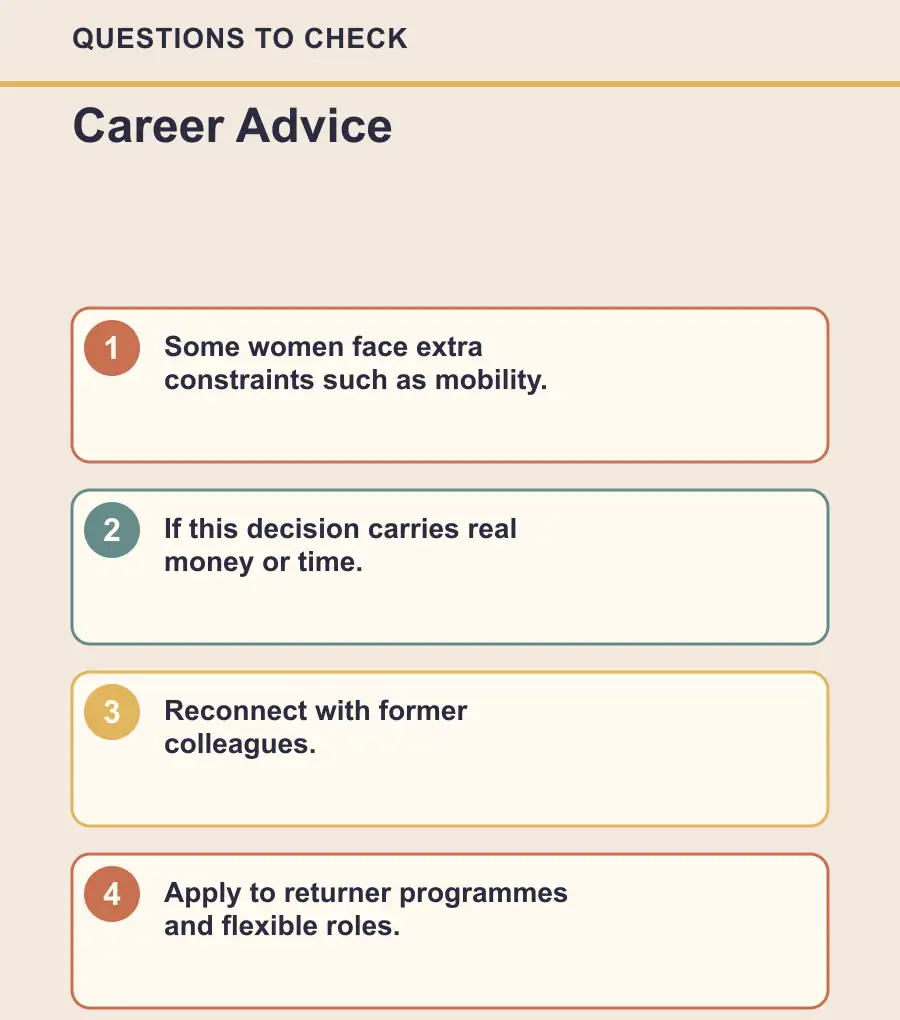 QUESTIONS TO CHECK
Career Advice
1
Some women face extra
constraints such as mobility.
2
If this decision carries real
money or time.
3
Reconnect with former
colleagues.
4
Apply to returner programmes
and flexible roles.